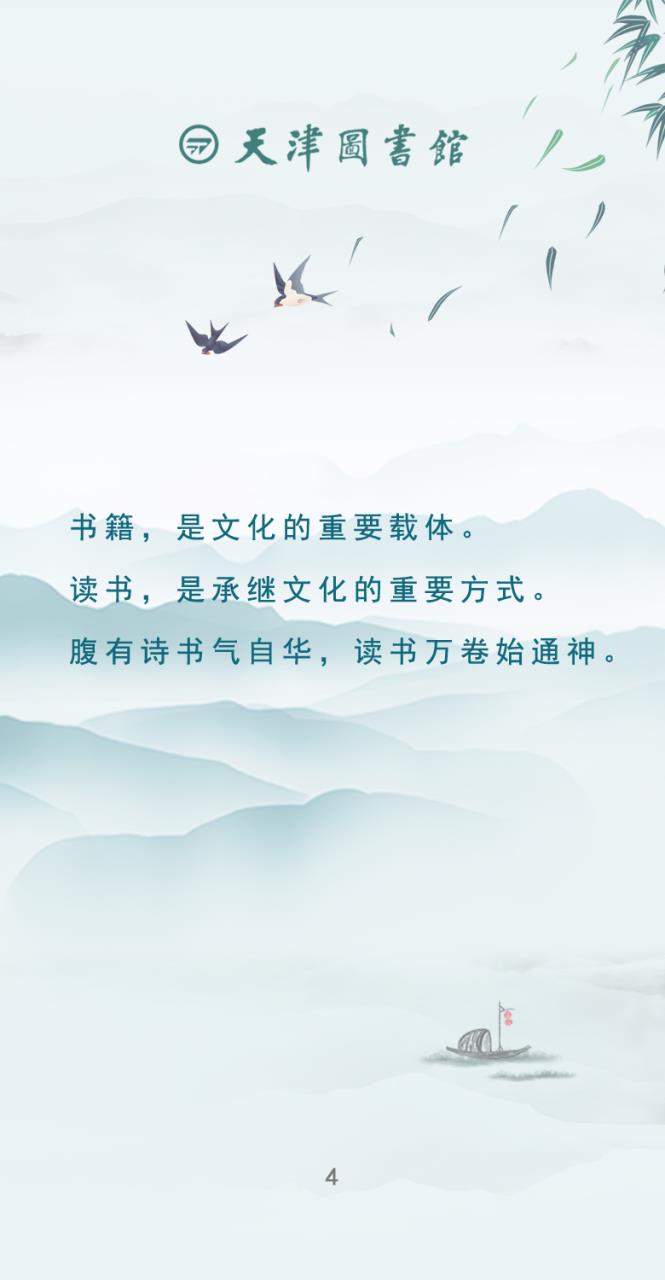 天津圖書館
书籍，是文化的重要载体。
读书，是承继文化的重要方式。
腹有诗书气自华，读书万卷始通神。
4